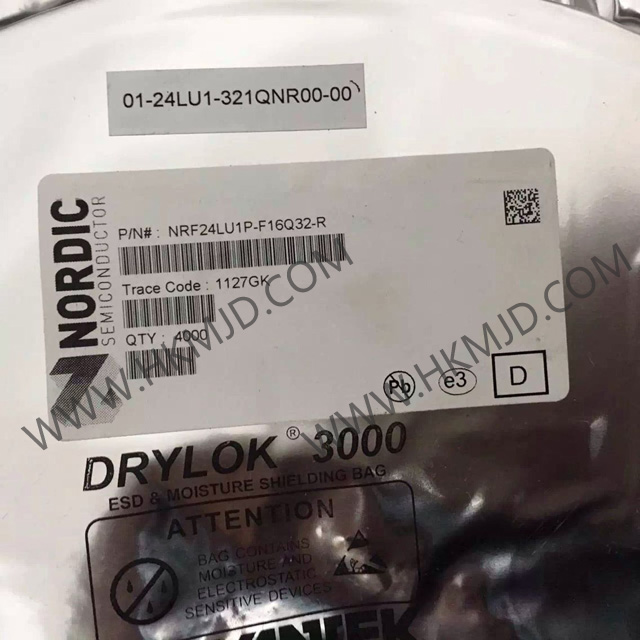 01-24LU1-321QNR00-00
NORDIC
SEMICONDUCTOR
P/N# : NRF24LU1P-F16Q32-R
Trace Code : 1127GK
QTY : 4000
Pb
e3
D
WWW.HKMJD.COM
WWW.HKMJD.COM
DRYLOK® 3000
ESD & MOISTURE SHIELDING BAG
ATTENTION
BAG CONTAINS
MOISTURE AND
ELECTROSTATIC
SENSITIVE DEVICES